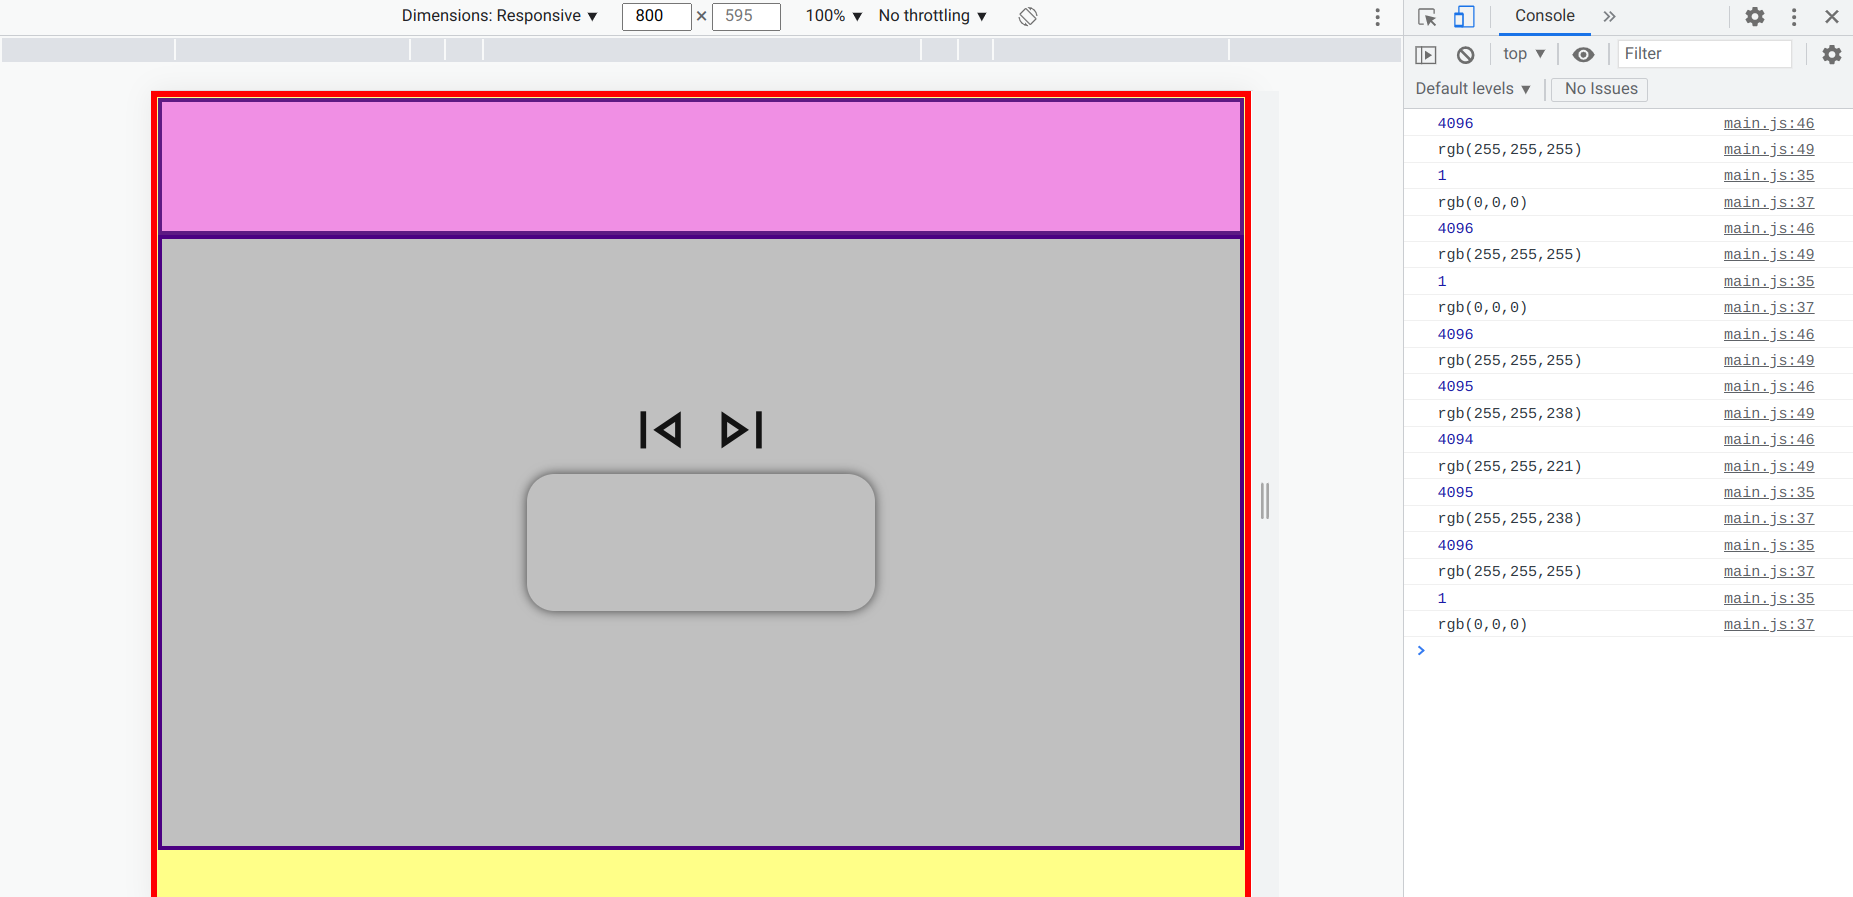 Dimensions: Responsive ▼ 800 × 595 100% ▼ No throttling ▼
Console
top ▼ Filter
Default levels ▼ No Issues
4096 main.js:46
rgb(255,255,255) main.js:49
1 main.js:35
rgb(0,0,0) main.js:37
4096 main.js:46
rgb(255,255,255) main.js:49
1 main.js:35
rgb(0,0,0) main.js:37
4096 main.js:46
rgb(255,255,255) main.js:49
4095 main.js:46
rgb(255,255,238) main.js:49
4094 main.js:46
rgb(255,255,221) main.js:49
4095 main.js:35
rgb(255,255,238) main.js:37
4096 main.js:35
rgb(255,255,255) main.js:37
1 main.js:35
rgb(0,0,0) main.js:37